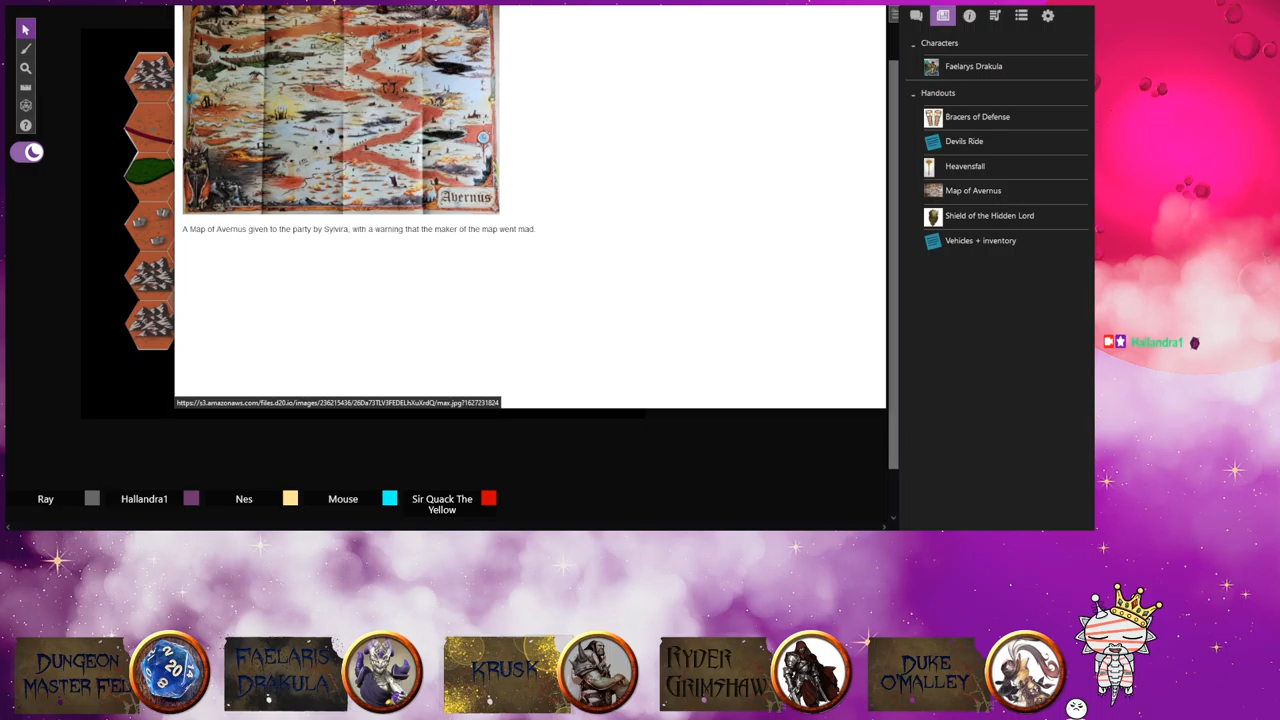 Avernus
A Map of Avernus given to the party by Sylvira, with a warning that the maker of the map went mad.
https://s3.amazonaws.com/files.d20.io/images/236215436/26Da73TLV3FEDELhXuXrdQ/max.jpg?1627231824
Characters
Faelarys Drakula
Handouts
Bracers of Defense
Devils Ride
Heavensfall
Map of Avernus
Shield of the Hidden Lord
Vehicles + inventory
Hallandra1
Ray
Hallandra1
Nes
Mouse
Sir Quack The
Yellow
DUNGEON
MASTER FEL
20
2
8
FAELARIS
DRAKULA
KRUSK
RYDER
GRIMSHAW
DUKE
O'MALLEY